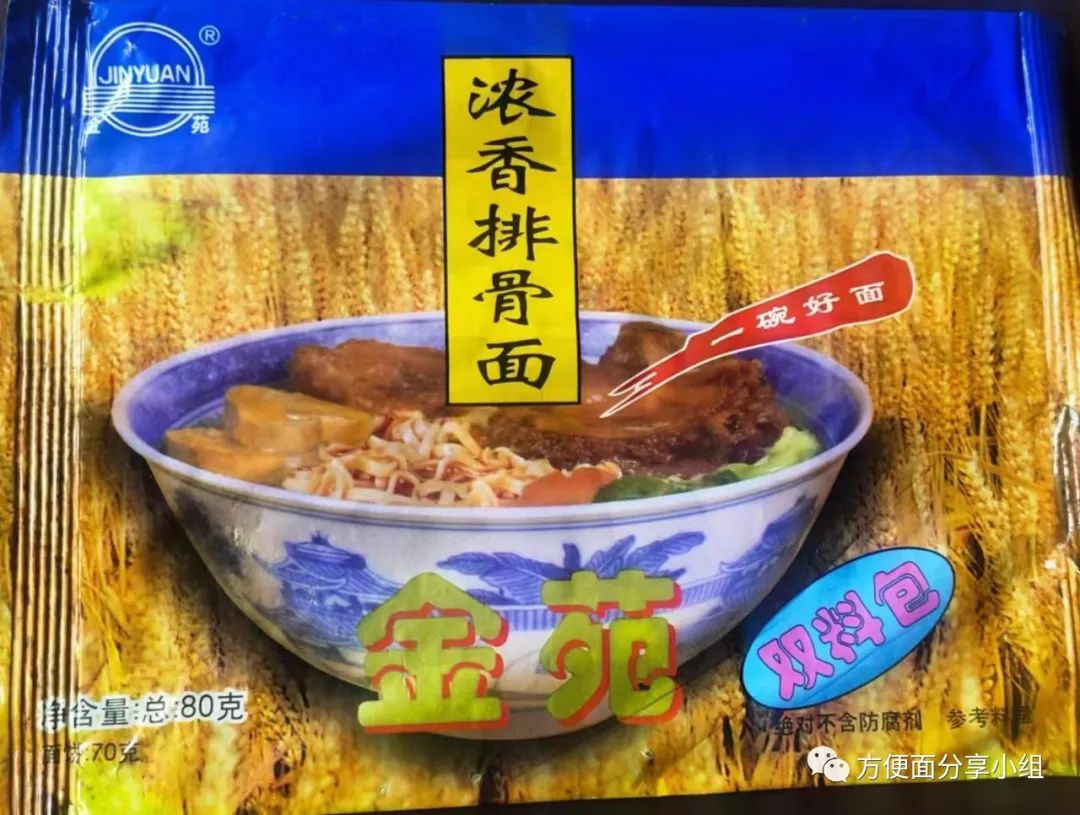 JINYUAN
®
金苑
浓香排骨面
一碗好面
金苑
双料包
净含量:总:80克
面饼:70克
绝对不含防腐剂
参考料量
方便面分享小组